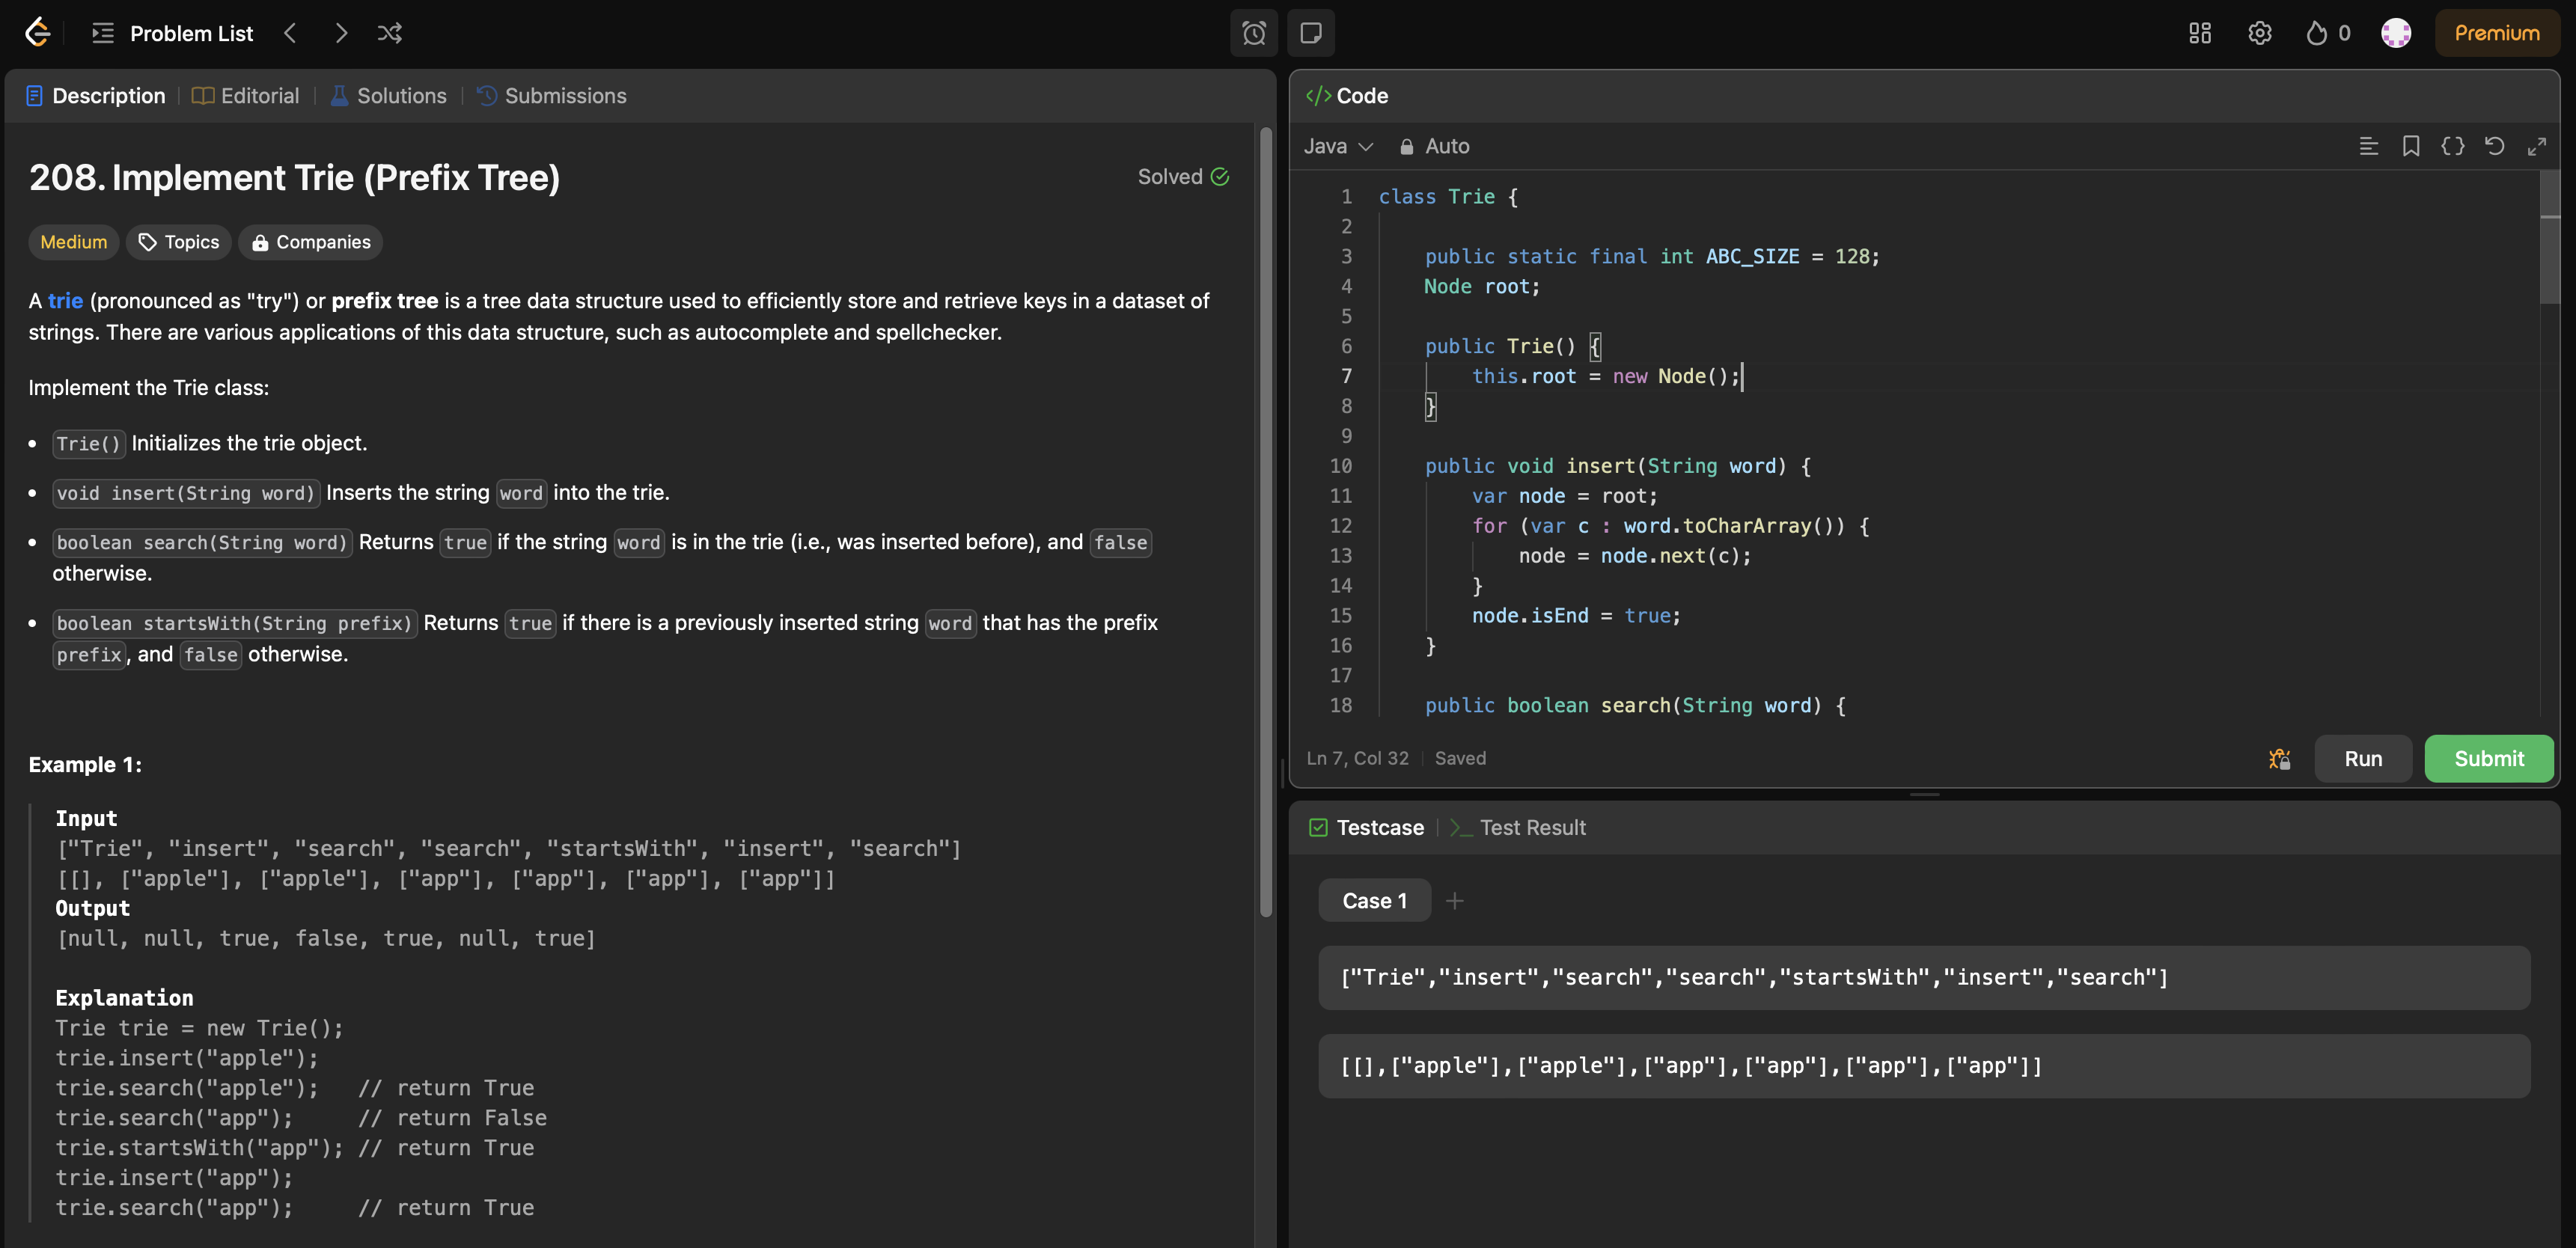 Problem List
0
Premium
Description
Editorial
Solutions
Submissions
208. Implement Trie (Prefix Tree)
Solved
Medium
Topics
Companies
A trie (pronounced as "try") or prefix tree is a tree data structure used to efficiently store and retrieve keys in a dataset of
strings. There are various applications of this data structure, such as autocomplete and spellchecker.
Implement the Trie class:
Trie() Initializes the trie object.
void insert(String word) Inserts the string word into the trie.
boolean search(String word) Returns true if the string word is in the trie (i.e., was inserted before), and false
otherwise.
boolean startsWith(String prefix) Returns true if there is a previously inserted string word that has the prefix
prefix, and false otherwise.
Example 1:
Input
["Trie", "insert", "search", "search", "startsWith", "insert", "search"]
[[], ["apple"], ["apple"], ["app"], ["app"], ["app"], ["app"]]
Output
[null, null, true, false, true, null, true]
Explanation
Trie trie = new Trie();
trie.insert("apple");
trie.search("apple");   // return True
trie.search("app");     // return False
trie.startsWith("app"); // return True
trie.insert("app");
trie.search("app");     // return True
</> Code
Java
Auto
1 class Trie {
2
3     public static final int ABC_SIZE = 128;
4     Node root;
5
6     public Trie() {
7         this.root = new Node();
8     }
9
10     public void insert(String word) {
11         var node = root;
12         for (var c : word.toCharArray()) {
13             node = node.next(c);
14         }
15         node.isEnd = true;
16     }
17
18     public boolean search(String word) {
Ln 7, Col 32
Saved
Run
Submit
Testcase
>_ Test Result
Case 1
+
["Trie","insert","search","search","startsWith","insert","search"]
[[],["apple"],["apple"],["app"],["app"],["app"],["app"]]